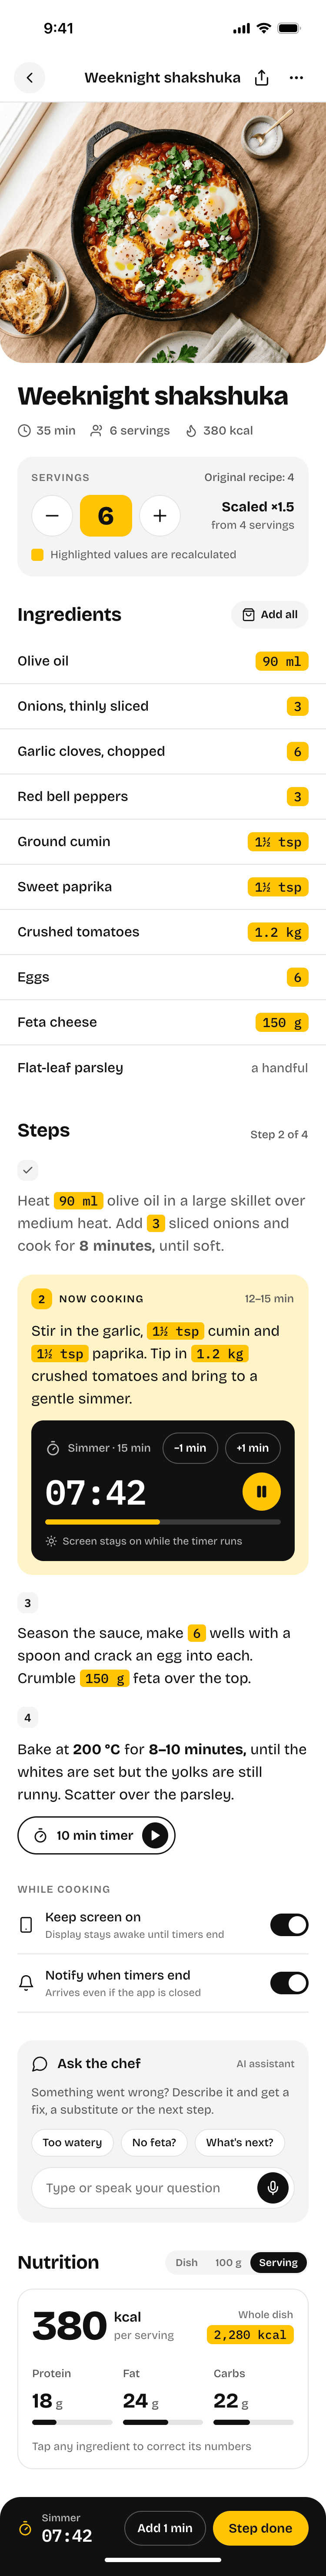 9:41
Weeknight shakshuka
Weeknight shakshuka
35 min 6 servings 380 kcal
SERVINGS Original recipe: 4
6 Scaled ×1.5
from 4 servings
Highlighted values are recalculated
Ingredients Add all
Olive oil 90 ml
Onions, thinly sliced 3
Garlic cloves, chopped 6
Red bell peppers 3
Ground cumin 1½ tsp
Sweet paprika 1½ tsp
Crushed tomatoes 1.2 kg
Eggs 6
Feta cheese 150 g
Flat-leaf parsley a handful
Steps Step 2 of 4
Heat 90 ml olive oil in a large skillet over
medium heat. Add 3 sliced onions and
cook for 8 minutes, until soft.
2 NOW COOKING 12–15 min
Stir in the garlic, 1½ tsp cumin and
1½ tsp paprika. Tip in 1.2 kg
crushed tomatoes and bring to a
gentle simmer.
Simmer · 15 min −1 min +1 min
07:42
Screen stays on while the timer runs
3
Season the sauce, make 6 wells with a
spoon and crack an egg into each.
Crumble 150 g feta over the top.
4
Bake at 200 °C for 8–10 minutes, until the
whites are set but the yolks are still
runny. Scatter over the parsley.
10 min timer
WHILE COOKING
Keep screen on
Display stays awake until timers end
Notify when timers end
Arrives even if the app is closed
Ask the chef AI assistant
Something went wrong? Describe it and get a
fix, a substitute or the next step.
Too watery No feta? What's next?
Type or speak your question
Nutrition Dish 100 g Serving
380 kcal Whole dish
per serving 2,280 kcal
Protein Fat Carbs
18 g 24 g 22 g
Tap any ingredient to correct its numbers
Simmer
07:42 Add 1 min Step done